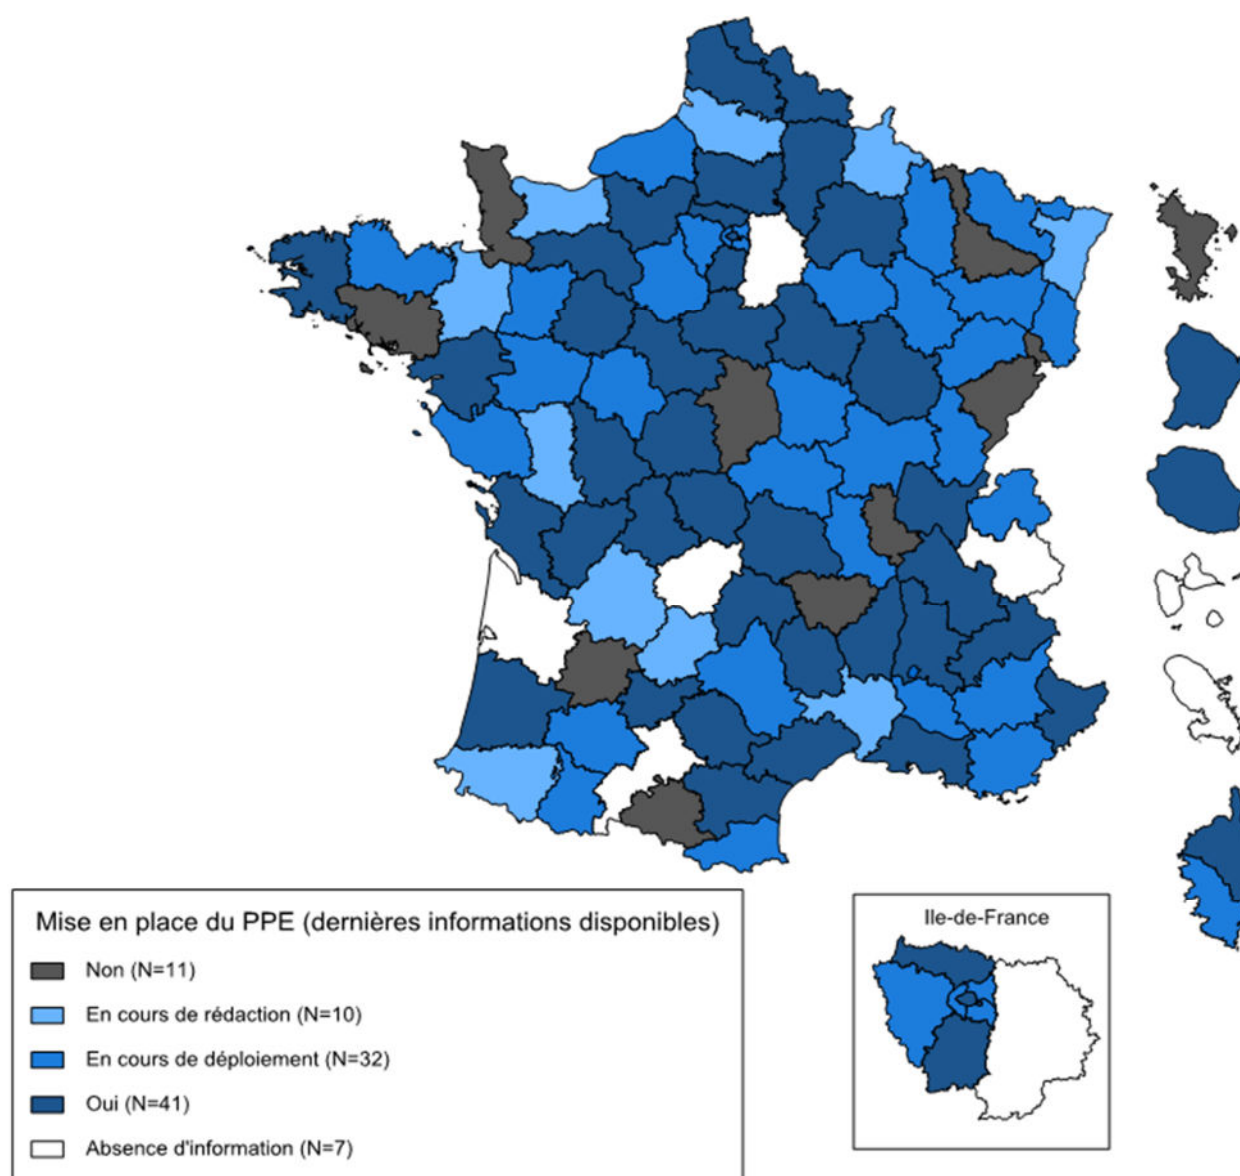 Mise en place du PPE (dernières informations disponibles)
Non (N=11)
En cours de rédaction (N=10)
En cours de déploiement (N=32)
Oui (N=41)
Absence d'information (N=7)
Ile-de-France